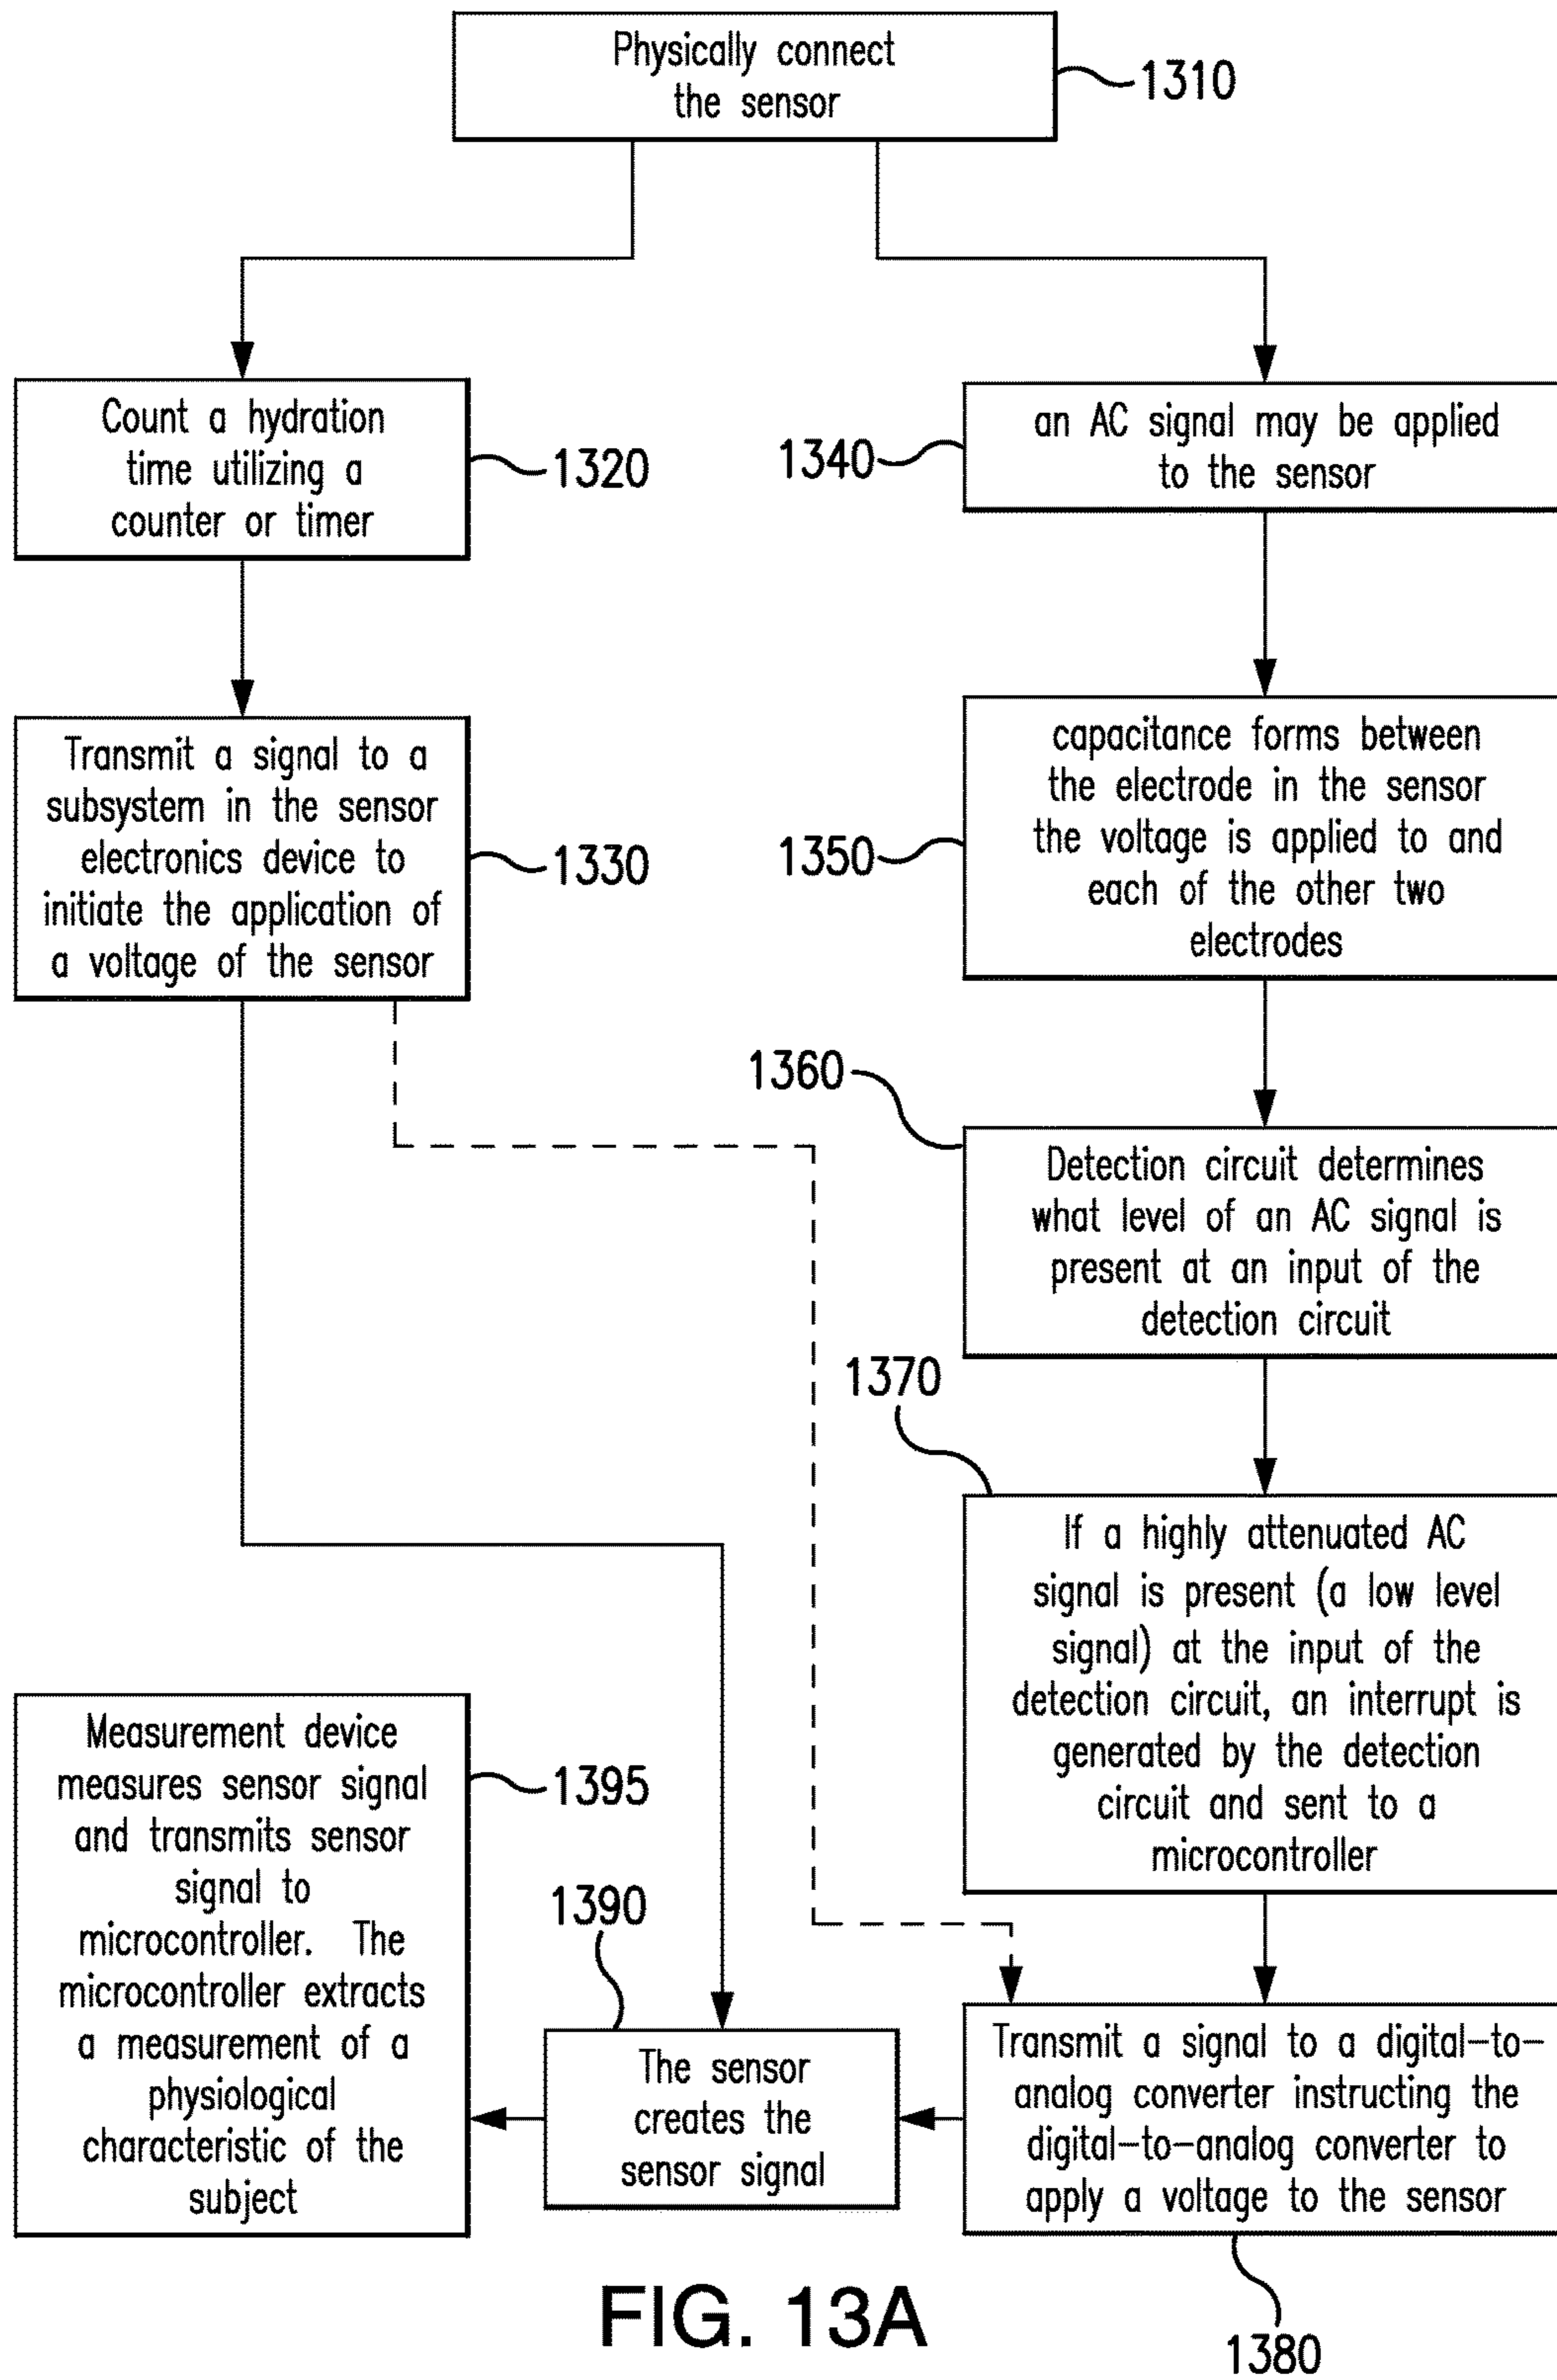 Physically connect
the sensor
1310
Count a hydration
time utilizing a
counter or timer
1320
Transmit a signal to a
subsystem in the sensor
electronics device to
initiate the application of
a voltage of the sensor
1330
1340
an AC signal may be applied
to the sensor
1350
capacitance forms between
the electrode in the sensor
the voltage is applied to and
each of the other two
electrodes
1360
Detection circuit determines
what level of an AC signal is
present at an input of the
detection circuit
1370
If a highly attenuated AC
signal is present (a low level
signal) at the input of the
detection circuit, an interrupt is
generated by the detection
circuit and sent to a
microcontroller
Transmit a signal to a digital-to-
analog converter instructing the
digital-to-analog converter to
apply a voltage to the sensor
1380
1390
The sensor
creates the
sensor signal
Measurement device
measures sensor signal
and transmits sensor
signal to
microcontroller. The
microcontroller extracts
a measurement of a
physiological
characteristic of the
subject
1395
FIG. 13A